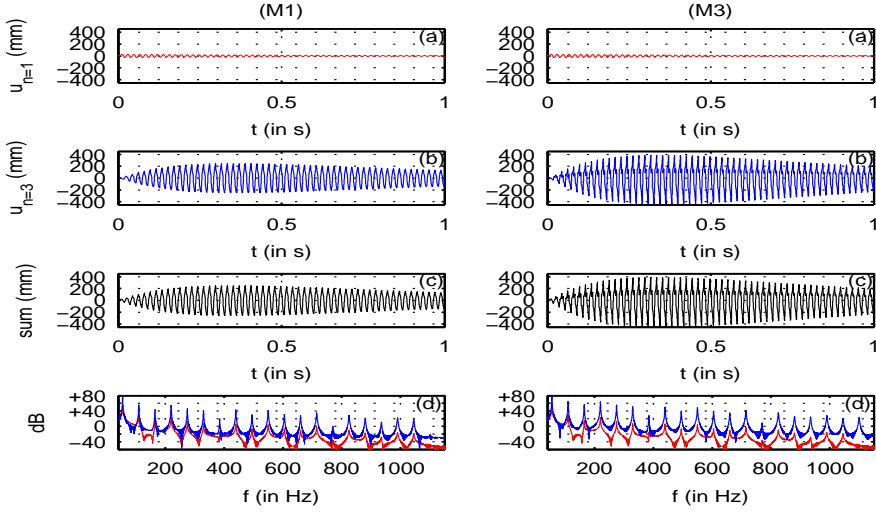 (M1)
(M3)
400
200
0
−200
−400
u_{n=1} (mm)
(a)
0 0.5 1
t (in s)
400
200
0
−200
−400
(a)
0 0.5 1
t (in s)
400
200
0
−200
−400
u_{n=3} (mm)
(b)
0 0.5 1
t (in s)
400
200
0
−200
−400
(b)
0 0.5 1
t (in s)
400
200
0
−200
−400
sum (mm)
(c)
0 0.5 1
t (in s)
400
200
0
−200
−400
(c)
0 0.5 1
t (in s)
+80
+40
0
−40
dB
(d)
200 400 600 800 1000
f (in Hz)
+80
+40
0
−40
(d)
200 400 600 800 1000
f (in Hz)